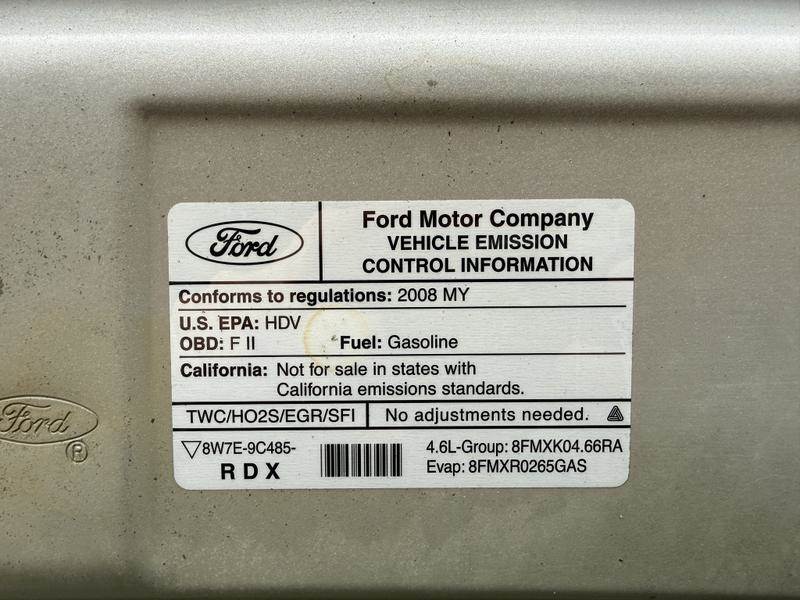 Ford
Ford Motor Company
VEHICLE EMISSION
CONTROL INFORMATION
Conforms to regulations: 2008 MY
U.S. EPA: HDV
OBD: F II Fuel: Gasoline
California: Not for sale in states with
California emissions standards.
TWC/HO2S/EGR/SFI No adjustments needed.
8W7E-9C485-
RDX
4.6L-Group: 8FMXK04.66RA
Evap: 8FMXR0265GAS
Ford
®